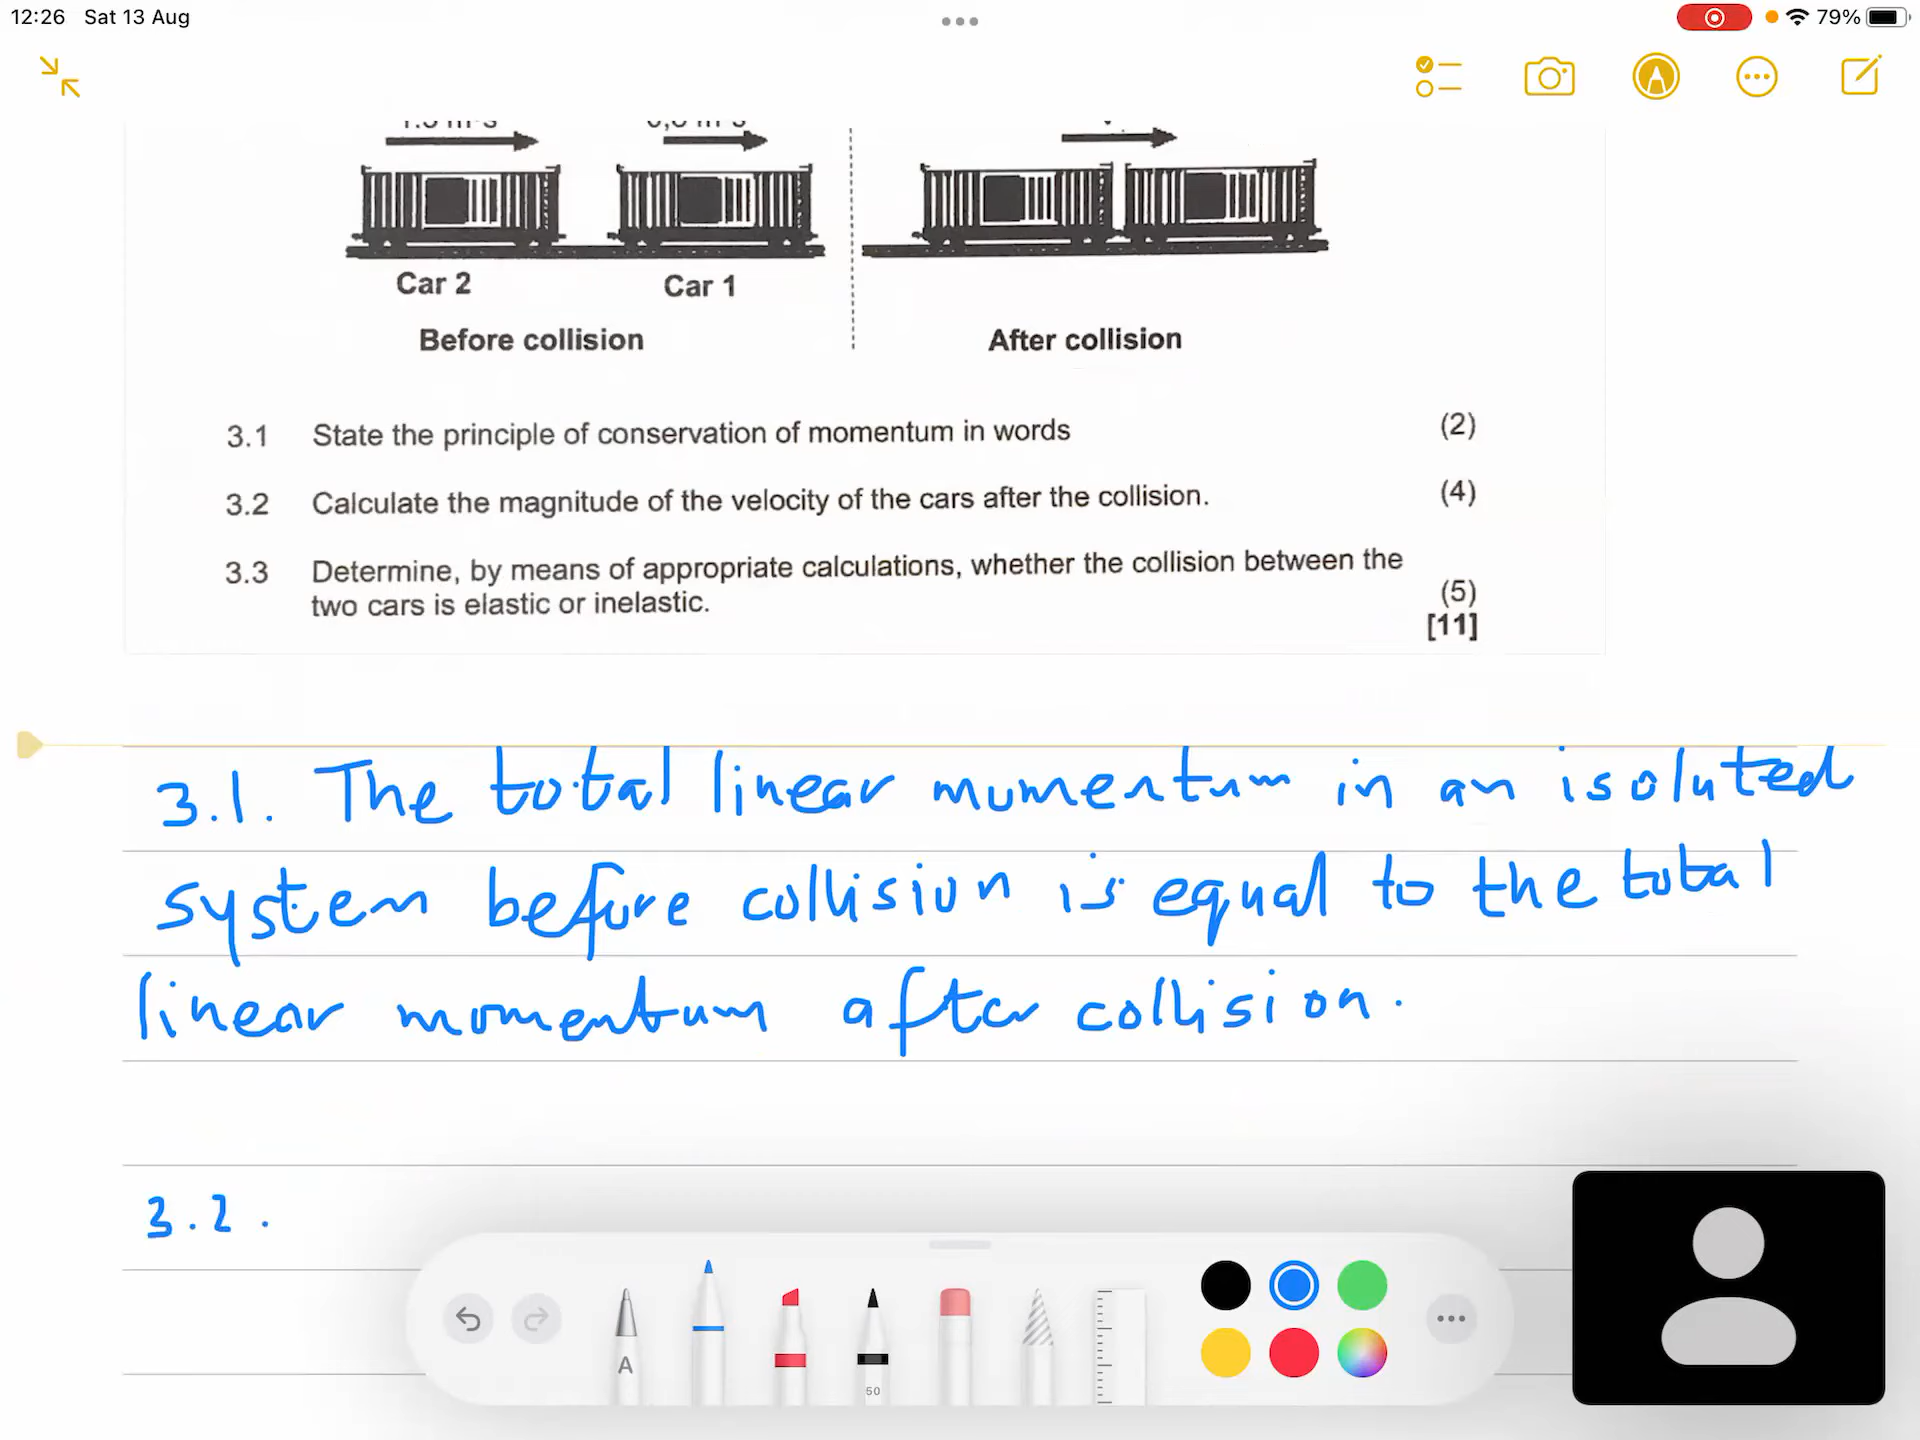 12:26 Sat 13 Aug
79%
Car 2
Car 1
Before collision
After collision
3.1 State the principle of conservation of momentum in words (2)
3.2 Calculate the magnitude of the velocity of the cars after the collision. (4)
3.3 Determine, by means of appropriate calculations, whether the collision between the
two cars is elastic or inelastic. (5)
[11]
3.1. The total linear momentum in an isolated
system before collision is equal to the total
linear momentum after collision.
3.2.
A
50